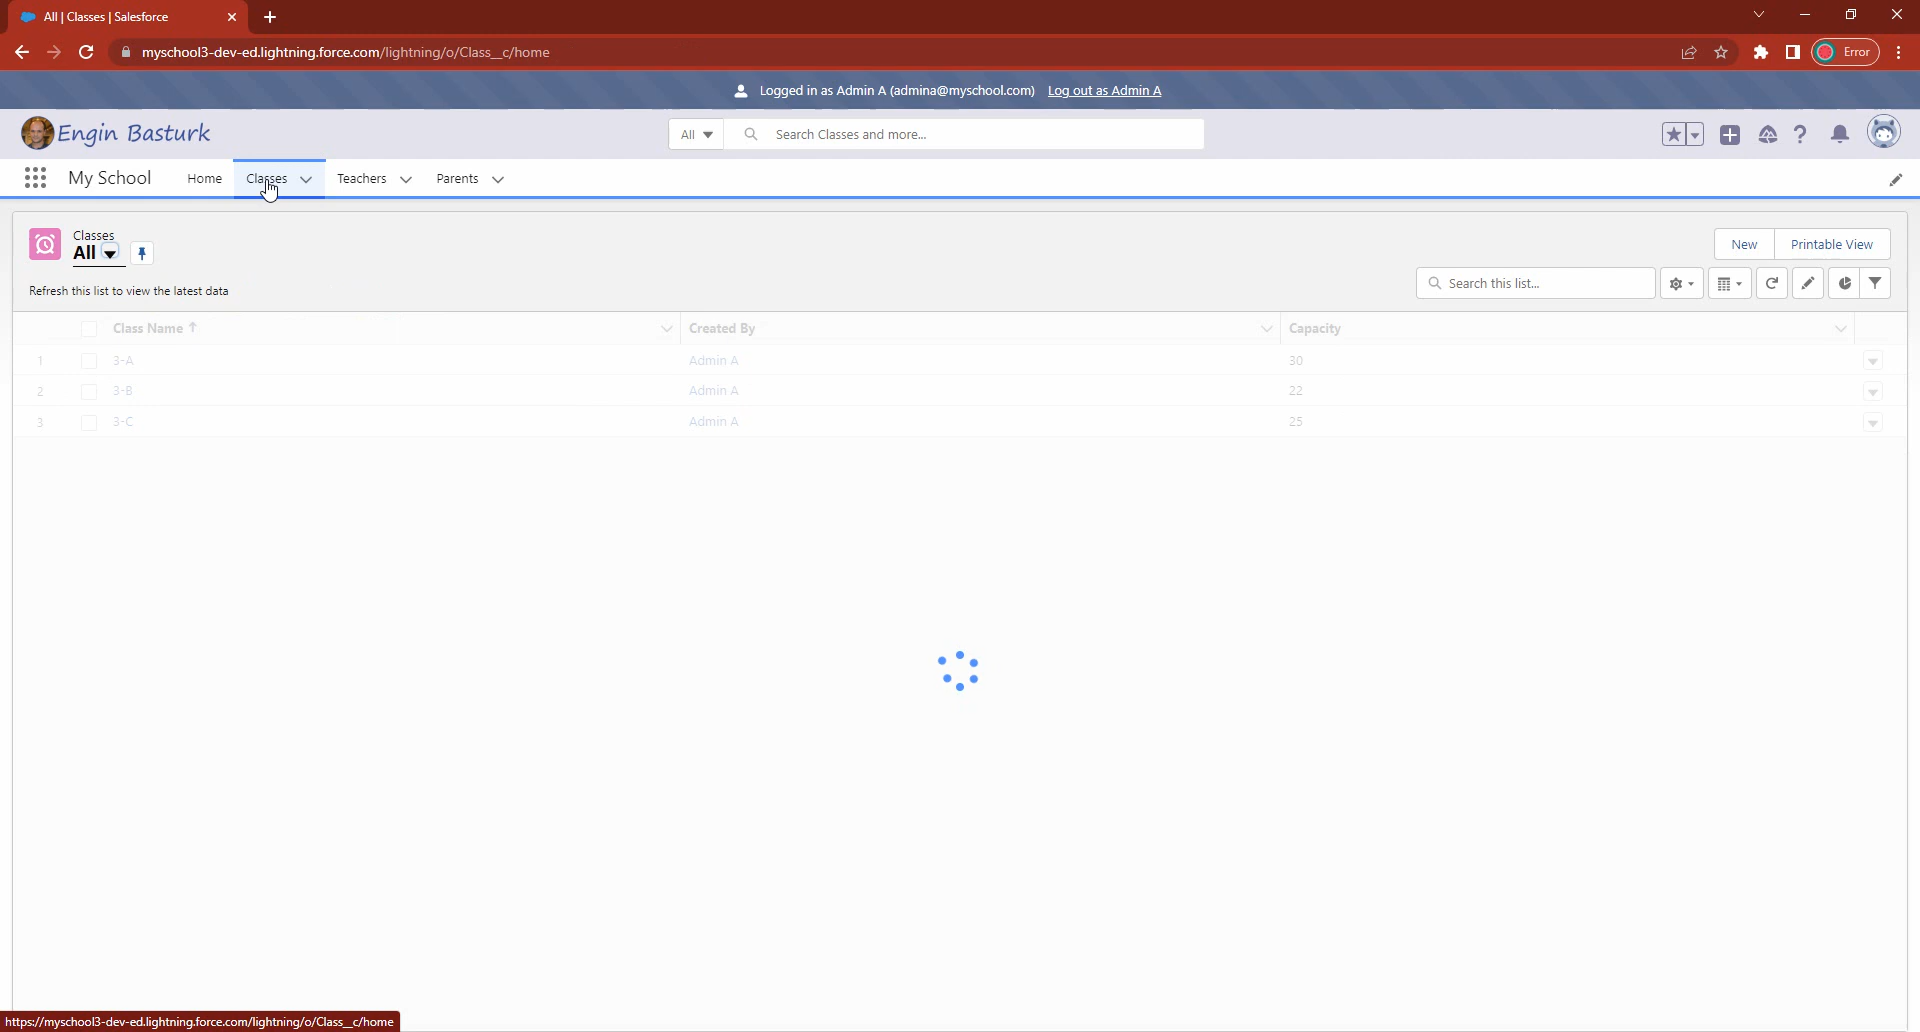 All | Classes | Salesforce
myschool3-dev-ed.lightning.force.com/lightning/o/Class__c/home
Error
Logged in as Admin A (admina@myschool.com) Log out as Admin A
Engin Basturk
All
Search Classes and more...
My School
Home
Classes
Teachers
Parents
Classes
All
New
Printable View
Refresh this list to view the latest data
Search this list...
Class Name
Created By
Capacity
1 3-A Admin A 30
2 3-B Admin A 22
3 3-C Admin A 25
https://myschool3-dev-ed.lightning.force.com/lightning/o/Class__c/home